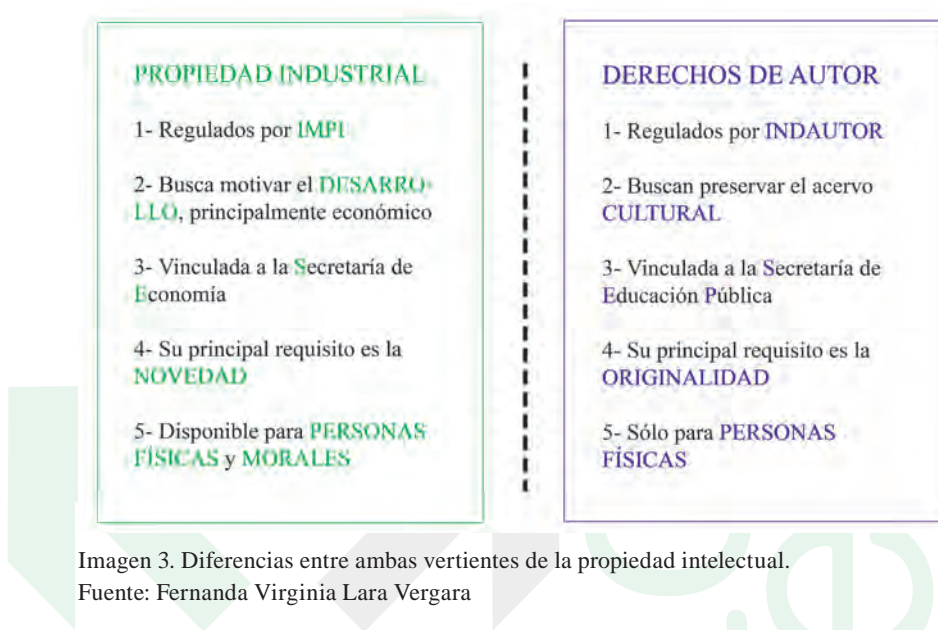 PROPIEDAD INDUSTRIAL
1- Regulados por IMPI
2- Busca motivar el DESARRO-
LLO, principalmente económico
3- Vinculada a la Secretaría de
Economía
4- Su principal requisito es la
NOVEDAD
5- Disponible para PERSONAS
FÍSICAS y MORALES
DERECHOS DE AUTOR
1- Regulados por INDAUTOR
2- Buscan preservar el acervo
CULTURAL
3- Vinculada a la Secretaría de
Educación Pública
4- Su principal requisito es la
ORIGINALIDAD
5- Sólo para PERSONAS
FÍSICAS
Imagen 3. Diferencias entre ambas vertientes de la propiedad intelectual.
Fuente: Fernanda Virginia Lara Vergara